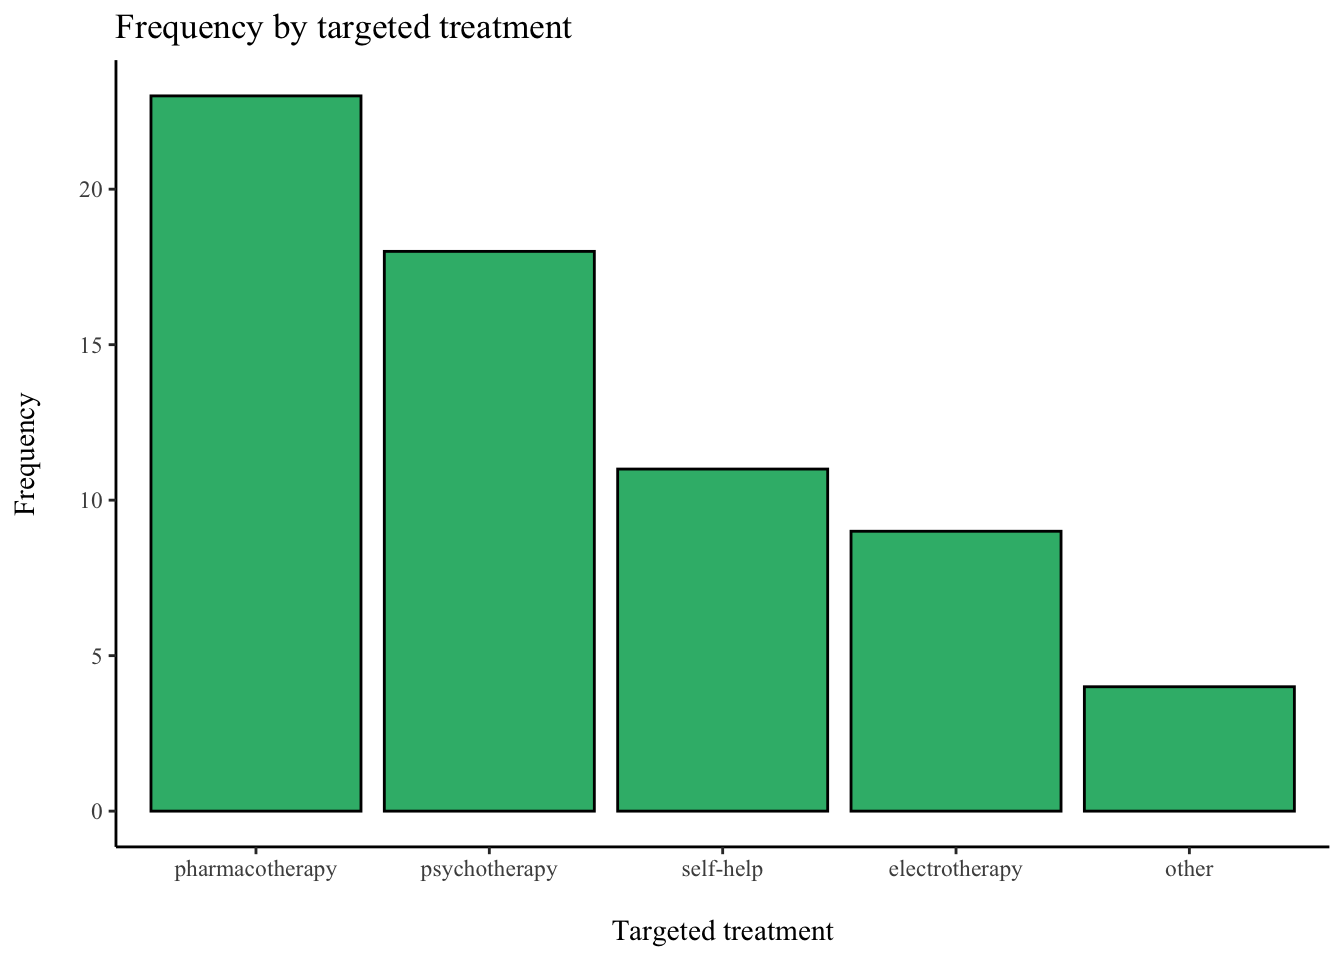 Frequency by targeted treatment
Frequency
20
15
10
5
0
pharmacotherapy psychotherapy self-help electrotherapy other
Targeted treatment